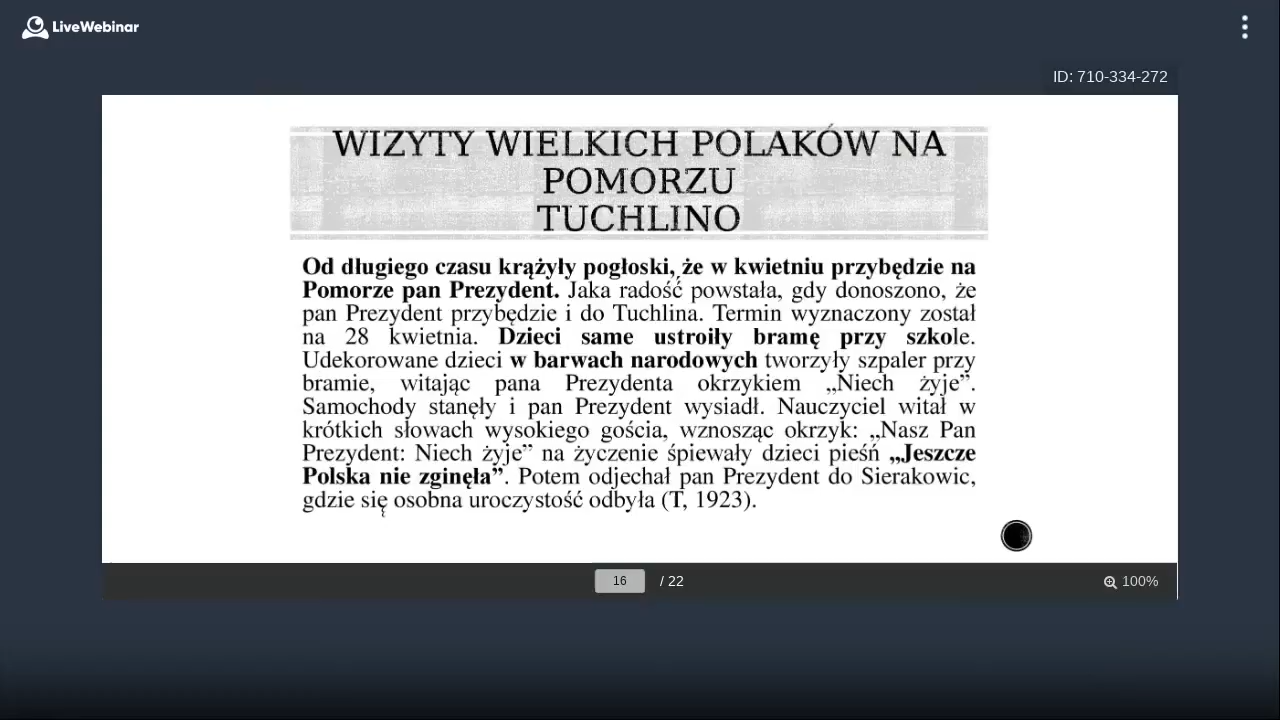 LiveWebinar
ID: 710-334-272
WIZYTY WIELKICH POLAKÓW NA
POMORZU
TUCHLINO
Od długiego czasu krążyły pogłoski, że w kwietniu przybędzie na
Pomorze pan Prezydent. Jaka radość powstała, gdy donoszono, że
pan Prezydent przybędzie i do Tuchlina. Termin wyznaczony został
na 28 kwietnia. Dzieci same ustroiły bramę przy szkole.
Udekorowane dzieci w barwach narodowych tworzyły szpaler przy
bramie, witając pana Prezydenta okrzykiem „Niech żyje”.
Samochody stanęły i pan Prezydent wysiadł. Nauczyciel witał w
krótkich słowach wysokiego gościa, wznosząc okrzyk: „Nasz Pan
Prezydent: Niech żyje” na życzenie śpiewały dzieci pieśń „Jeszcze
Polska nie zginęła”. Potem odjechał pan Prezydent do Sierakowic,
gdzie się osobna uroczystość odbyła (T, 1923).
16 / 22
100%